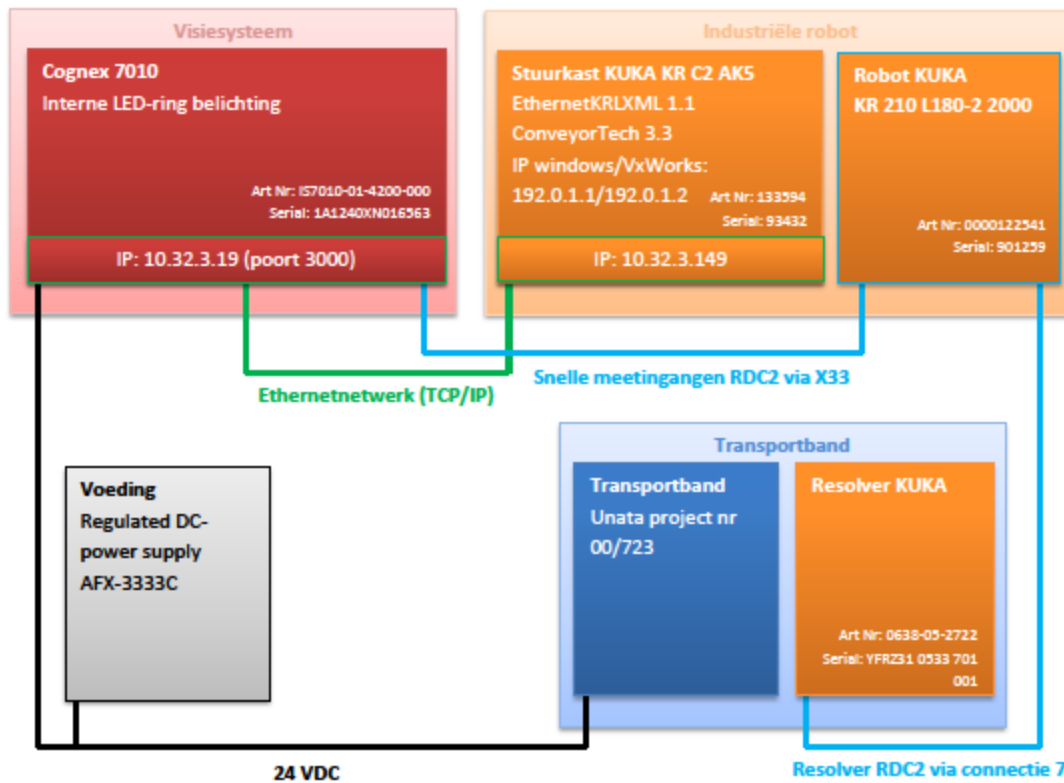 Visiesysteem
Cognex 7010
Interne LED-ring belichting
Art Nr: IS7010-01-4200-000
Serial: 1A1240XN016563
IP: 10.32.3.19 (poort 3000)
Industriële robot
Stuurkast KUKA KR C2 AK5
EthernetKRLXML 1.1
ConveyorTech 3.3
IP windows/VxWorks:
192.0.1.1/192.0.1.2
Art Nr: 133594
Serial: 93432
IP: 10.32.3.149
Robot KUKA
KR 210 L180-2 2000
Art Nr: 0000122541
Serial: 901259
Snelle meetingangen RDC2 via X33
Ethernetnetwerk (TCP/IP)
Voeding
Regulated DC-
power supply
AFX-3333C
Transportband
Transportband
Unata project nr
00/723
Resolver KUKA
Art Nr: 0638-05-2722
Serial: YFRZ31 0533 701
001
24 VDC
Resolver RDC2 via connectie 7